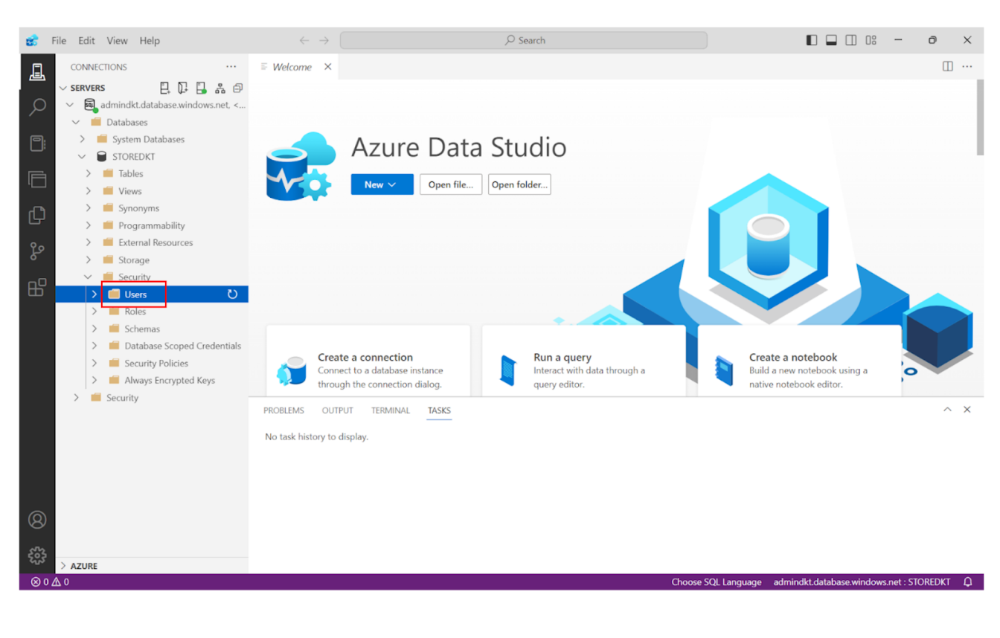 File Edit View Help
Search
CONNECTIONS
Welcome
SERVERS
admindkt.database.windows.net, <...
Databases
System Databases
STOREDKT
Tables
Views
Synonyms
Programmability
External Resources
Storage
Security
Users
Roles
Schemas
Database Scoped Credentials
Security Policies
Always Encrypted Keys
Security
AZURE
Azure Data Studio
New Open file... Open folder...
Create a connection
Connect to a database instance
through the connection dialog.
Run a query
Interact with data through a
query editor.
Create a notebook
Build a new notebook using a
native notebook editor.
PROBLEMS OUTPUT TERMINAL TASKS
No task history to display.
0 0
Choose SQL Language admindkt.database.windows.net : STOREDKT